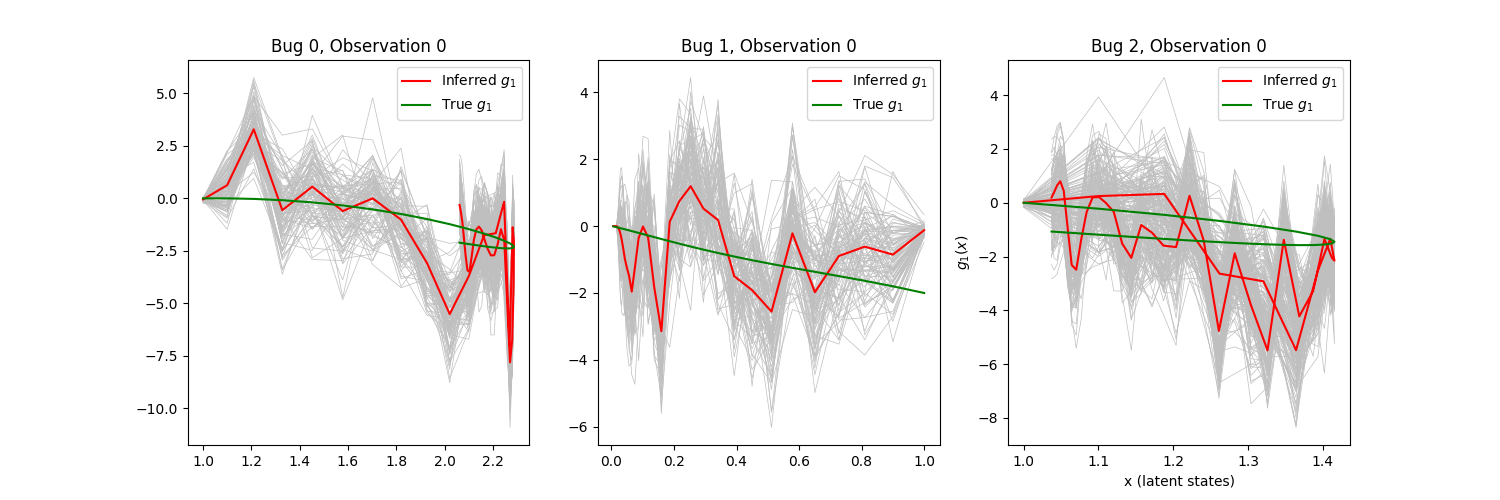 Bug 0, Observation 0
Inferred g₁
True g₁
5.0
2.5
0.0
−2.5
−5.0
−7.5
−10.0
1.0 1.2 1.4 1.6 1.8 2.0 2.2
Bug 1, Observation 0
Inferred g₁
True g₁
4
2
0
−2
−4
−6
0.0 0.2 0.4 0.6 0.8 1.0
Bug 2, Observation 0
Inferred g₁
True g₁
g₁(x)
4
2
0
−2
−4
−6
−8
1.0 1.1 1.2 1.3 1.4
x (latent states)